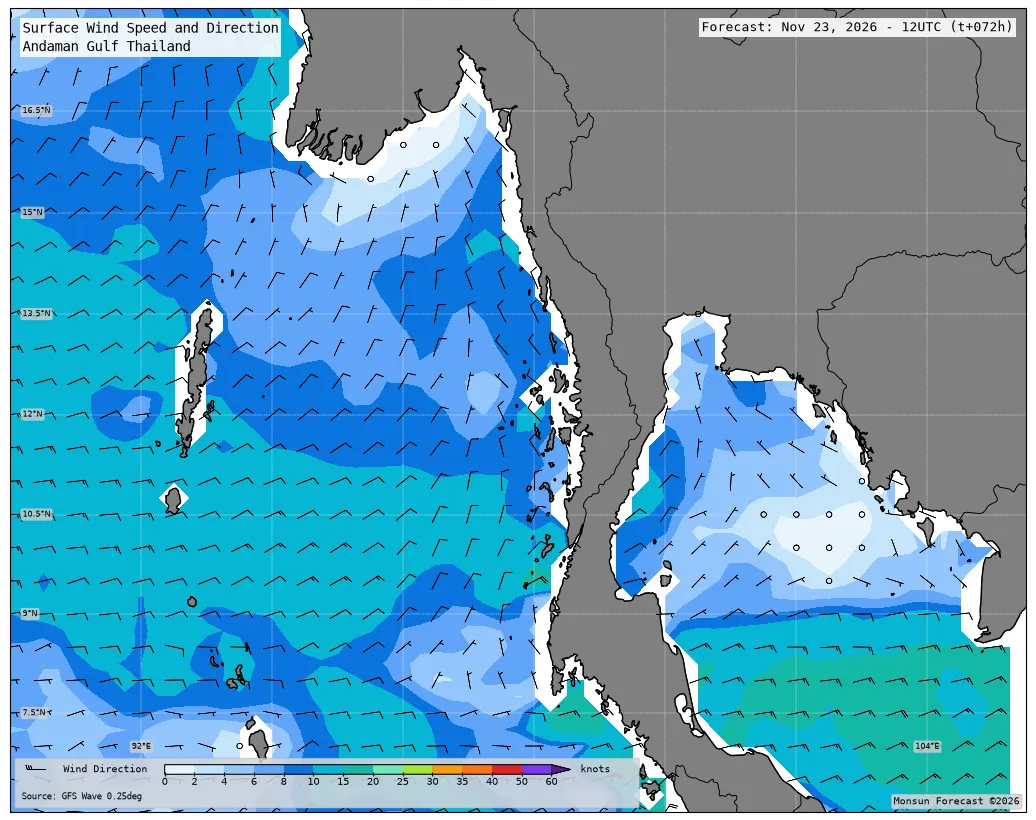 Surface Wind Speed and Direction
Andaman Gulf Thailand
Forecast: Nov 23, 2026 - 12UTC (t+072h)
16.5°N
15°N
13.5°N
12°N
10.5°N
9°N
7.5°N
92°E
104°E
Wind Direction
0 2 4 6 8 10 15 20 25 30 35 40 50 60
knots
Source: GFS Wave 0.25deg
Monsun Forecast ©2026